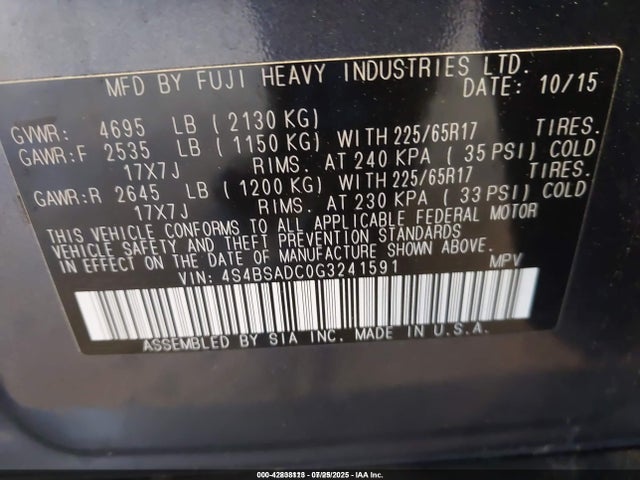 MFD BY FUJI HEAVY INDUSTRIES LTD.
DATE: 10/15
GVWR: 4695 LB ( 2130 KG)
GAWR:F 2535 LB ( 1150 KG) WITH 225/65R17 TIRES.
17X7J RIMS. AT 240 KPA ( 35 PSI) COLD
GAWR:R 2645 LB ( 1200 KG) WITH 225/65R17 TIRES.
17X7J RIMS. AT 230 KPA ( 33 PSI) COLD
THIS VEHICLE CONFORMS TO ALL APPLICABLE FEDERAL MOTOR
VEHICLE SAFETY AND THEFT PREVENTION STANDARDS
IN EFFECT ON THE DATE OF MANUFACTURE SHOWN ABOVE.
VIN: 4S4BSADC0G3241591 MPV
ASSEMBLED BY SIA INC. MADE IN U.S.A.
IAA Inc.